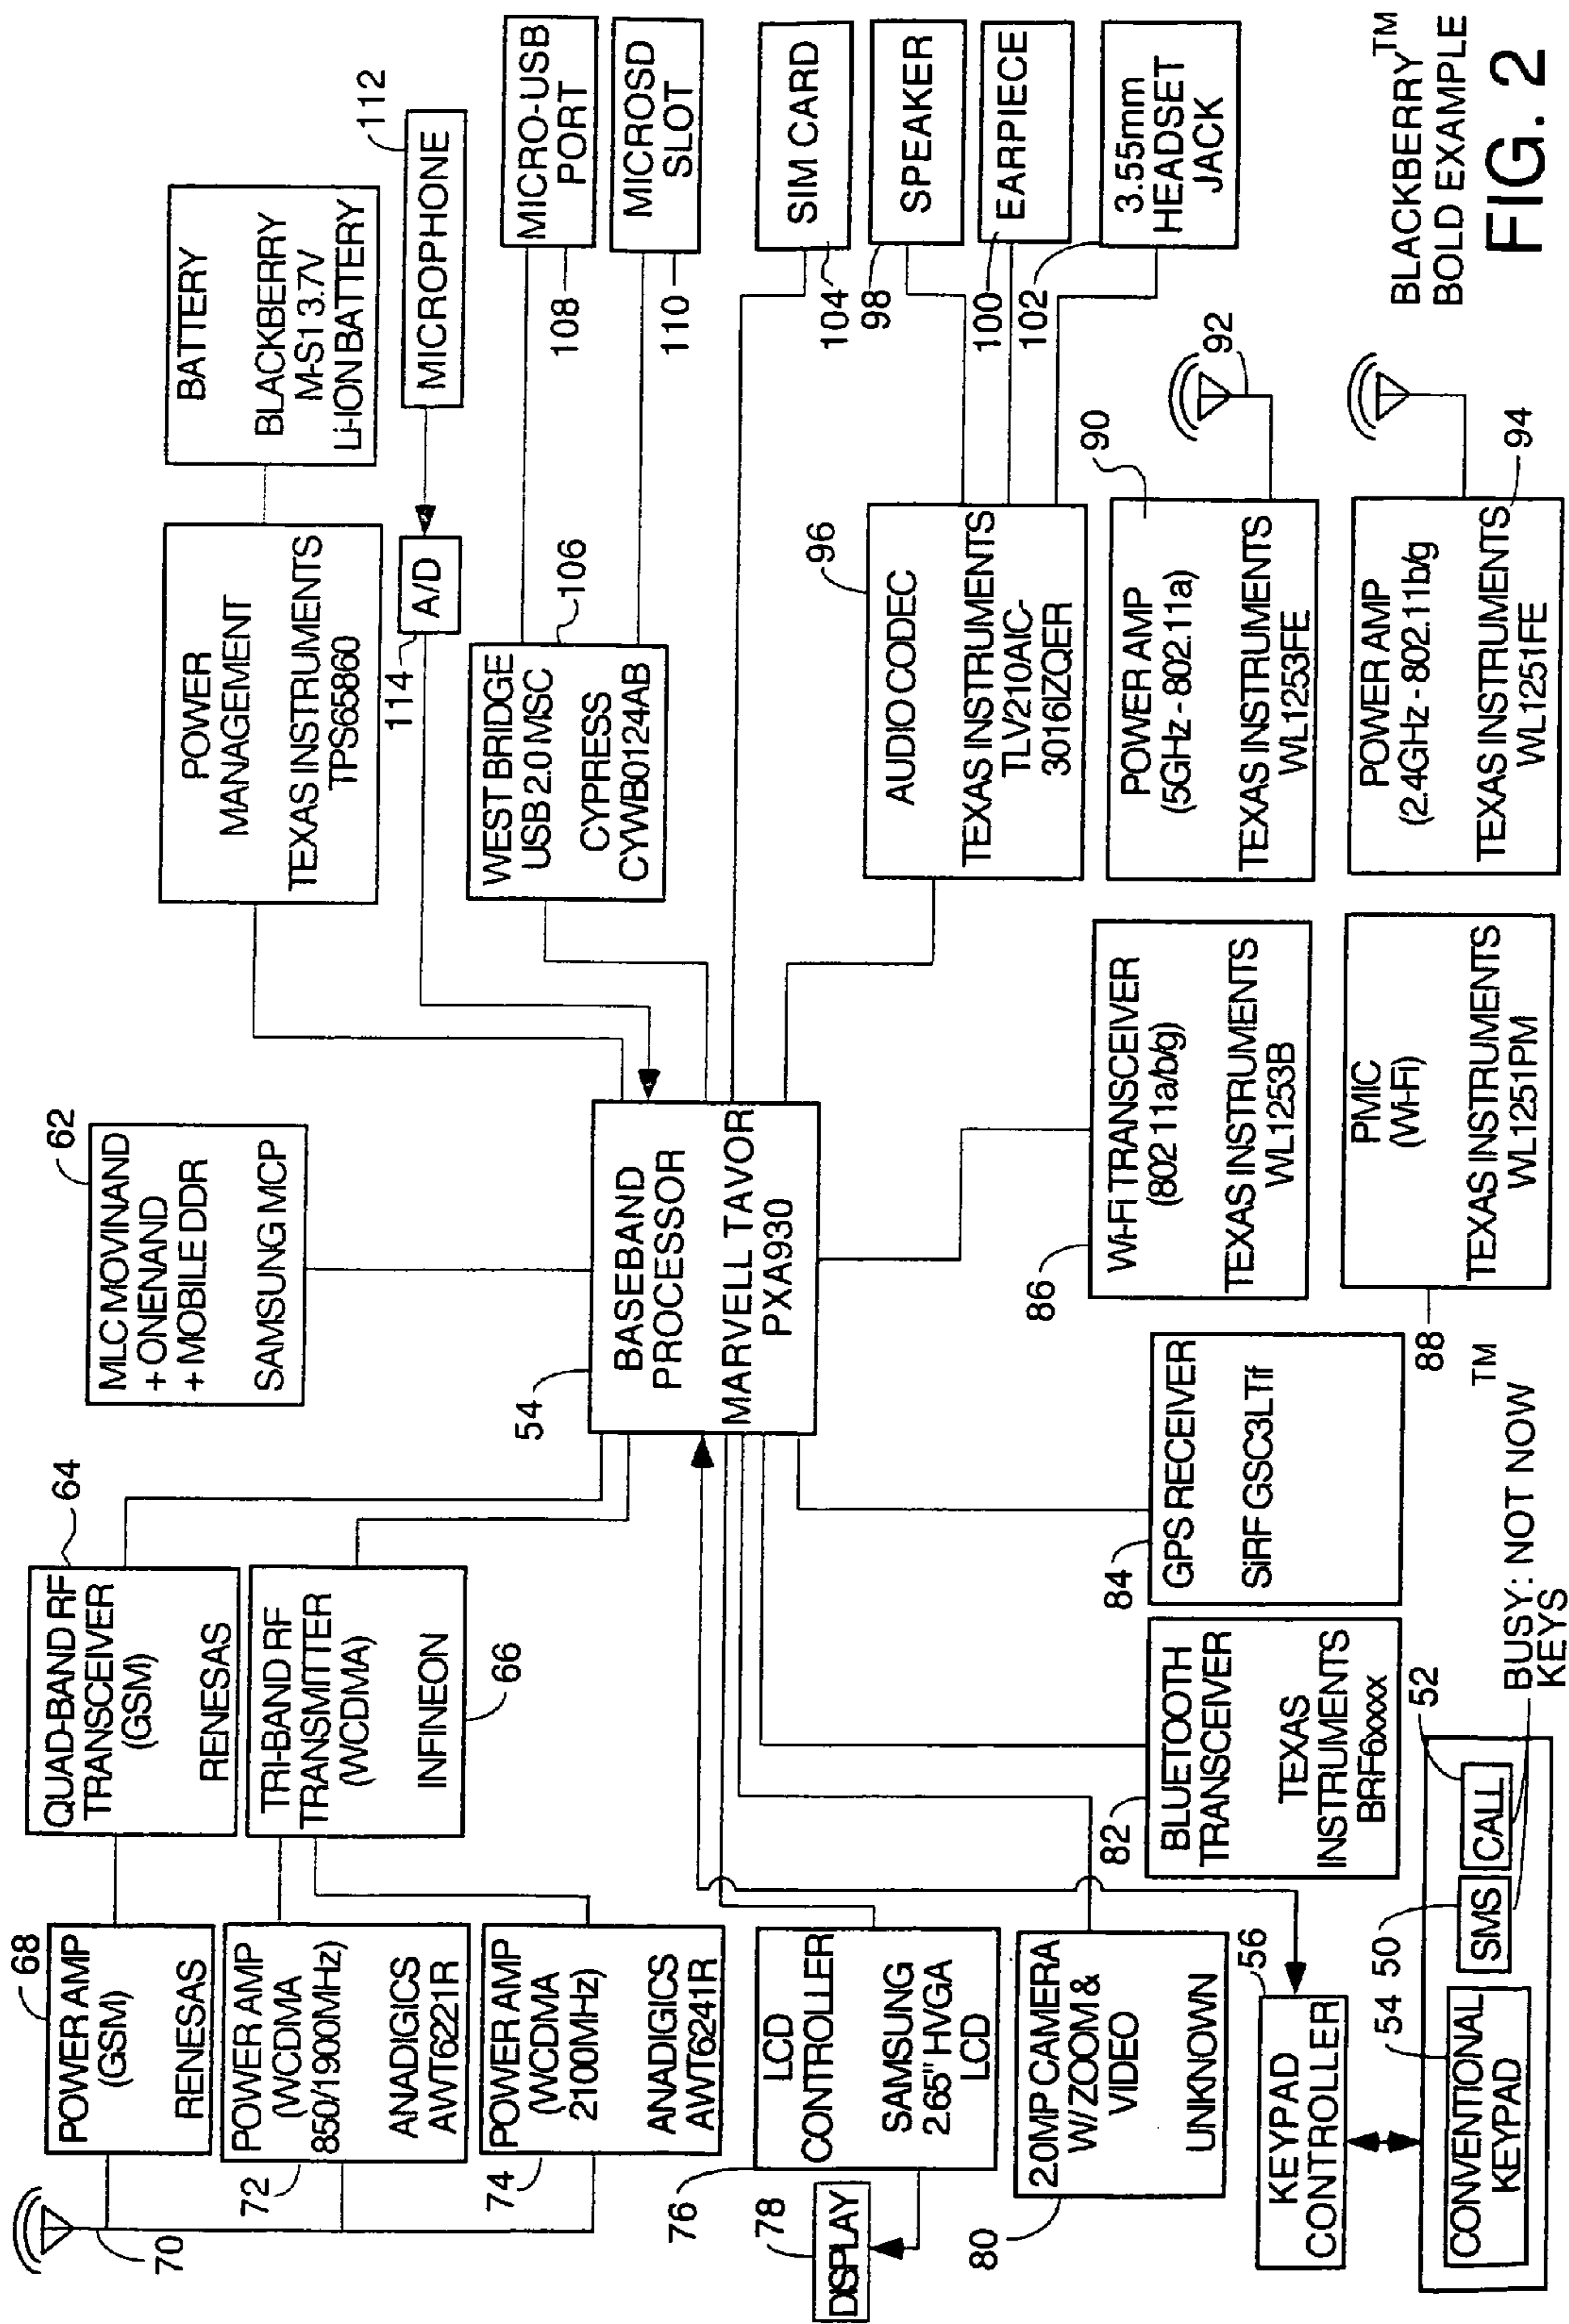 68
POWER AMP
(GSM)
RENESAS
70
POWER AMP
(WCDMA
850/1900MHz)
ANADIGICS
AWT6221R
72
POWER AMP
(WCDMA
2100MHz)
ANADIGICS
AWT6241R
74
QUAD-BAND RF
TRANSCEIVER
(GSM)
RENESAS
64
TRI-BAND RF
TRANSMITTER
(WCDMA)
INFINEON
66
MLC MOVINAND
+ ONENAND
+ MOBILE DDR
SAMSUNG MCP
62
POWER
MANAGEMENT
TEXAS INSTRUMENTS
TPS65860
BATTERY
BLACKBERRY
M-S1 3.7V
Li-ION BATTERY
MICROPHONE
112
A/D
114
WEST BRIDGE
USB 2.0 MSC
CYPRESS
CYWB0124AB
106
MICRO-USB
PORT
108
MICROSD
SLOT
110
54
BASEBAND
PROCESSOR
MARVELL TAVOR
PXA930
SIM CARD
104
SPEAKER
98
EARPIECE
100
3.55mm
HEADSET
JACK
102
96
AUDIO CODEC
TEXAS INSTRUMENTS
TLV210AIC-
3016IZQER
76
LCD
CONTROLLER
SAMSUNG
2.65" HVGA
LCD
78
DISPLAY
80
2.0MP CAMERA
W/ ZOOM &
VIDEO
UNKNOWN
82
BLUETOOTH
TRANSCEIVER
TEXAS
INSTRUMENTS
BRF6xxxx
84
GPS RECEIVER
SiRF GSC3LTif
86
Wi-Fi TRANSCEIVER
(802 11a/b/g)
TEXAS INSTRUMENTS
WL1253B
88
PMIC
(Wi-Fi)
TEXAS INSTRUMENTS
WL1251PM
90
POWER AMP
(5GHz - 802.11a)
TEXAS INSTRUMENTS
WL1253FE
92
POWER AMP
(2.4GHz - 802.11b/g
TEXAS INSTRUMENTS
WL1251FE
94
56
KEYPAD
CONTROLLER
54
CONVENTIONAL
KEYPAD
50
SMS
52
CALL
BUSY: NOT NOW TM
KEYS
BLACKBERRY TM
BOLD EXAMPLE
FIG. 2